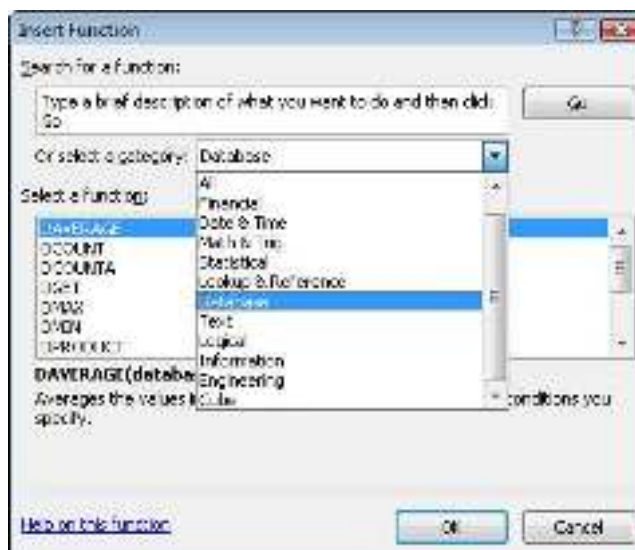 Insert Function
Search for a function:
Type a brief description of what you want to do and then click
Go
Go
Or select a category: Database
All
Financial
Date & Time
Math & Trig
Statistical
Lookup & Reference
Database
Text
Logical
Information
Engineering
Cube
Select a function:
DAVERAGE
DCOUNT
DCOUNTA
DGET
DMAX
DMIN
DPRODUCT
DAVERAGE(databa
Averages the values i
conditions you
specify.
Help on this function
OK
Cancel